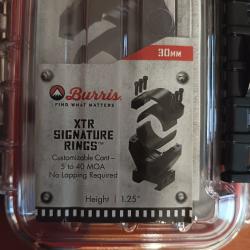 30MM
Burris
FIND WHAT MATTERS
XTR
SIGNATURE
RINGS™
Customizable Cant–
5 to 40 MOA
No Lapping Required
Height | 1.25"